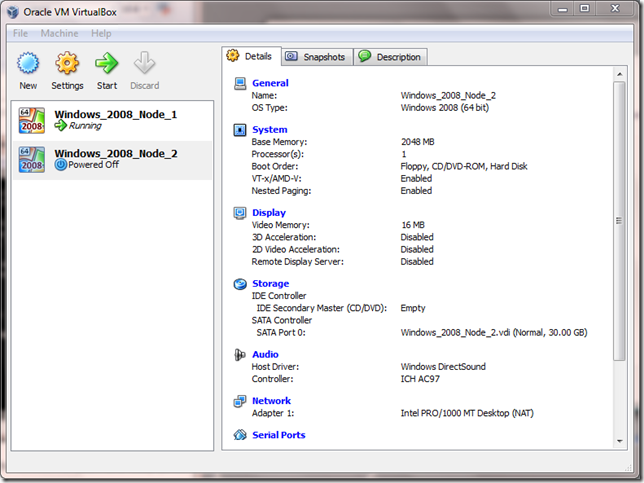 Oracle VM VirtualBox
File Machine Help
New Settings Start Discard
64 2008
Windows_2008_Node_1
Running
64 2008
Windows_2008_Node_2
Powered Off
Details Snapshots Description
General
Name: Windows_2008_Node_2
OS Type: Windows 2008 (64 bit)
System
Base Memory: 2048 MB
Processor(s): 1
Boot Order: Floppy, CD/DVD-ROM, Hard Disk
VT-x/AMD-V: Enabled
Nested Paging: Enabled
Display
Video Memory: 16 MB
3D Acceleration: Disabled
2D Video Acceleration: Disabled
Remote Display Server: Disabled
Storage
IDE Controller
IDE Secondary Master (CD/DVD): Empty
SATA Controller
SATA Port 0: Windows_2008_Node_2.vdi (Normal, 30.00 GB)
Audio
Host Driver: Windows DirectSound
Controller: ICH AC97
Network
Adapter 1: Intel PRO/1000 MT Desktop (NAT)
Serial Ports